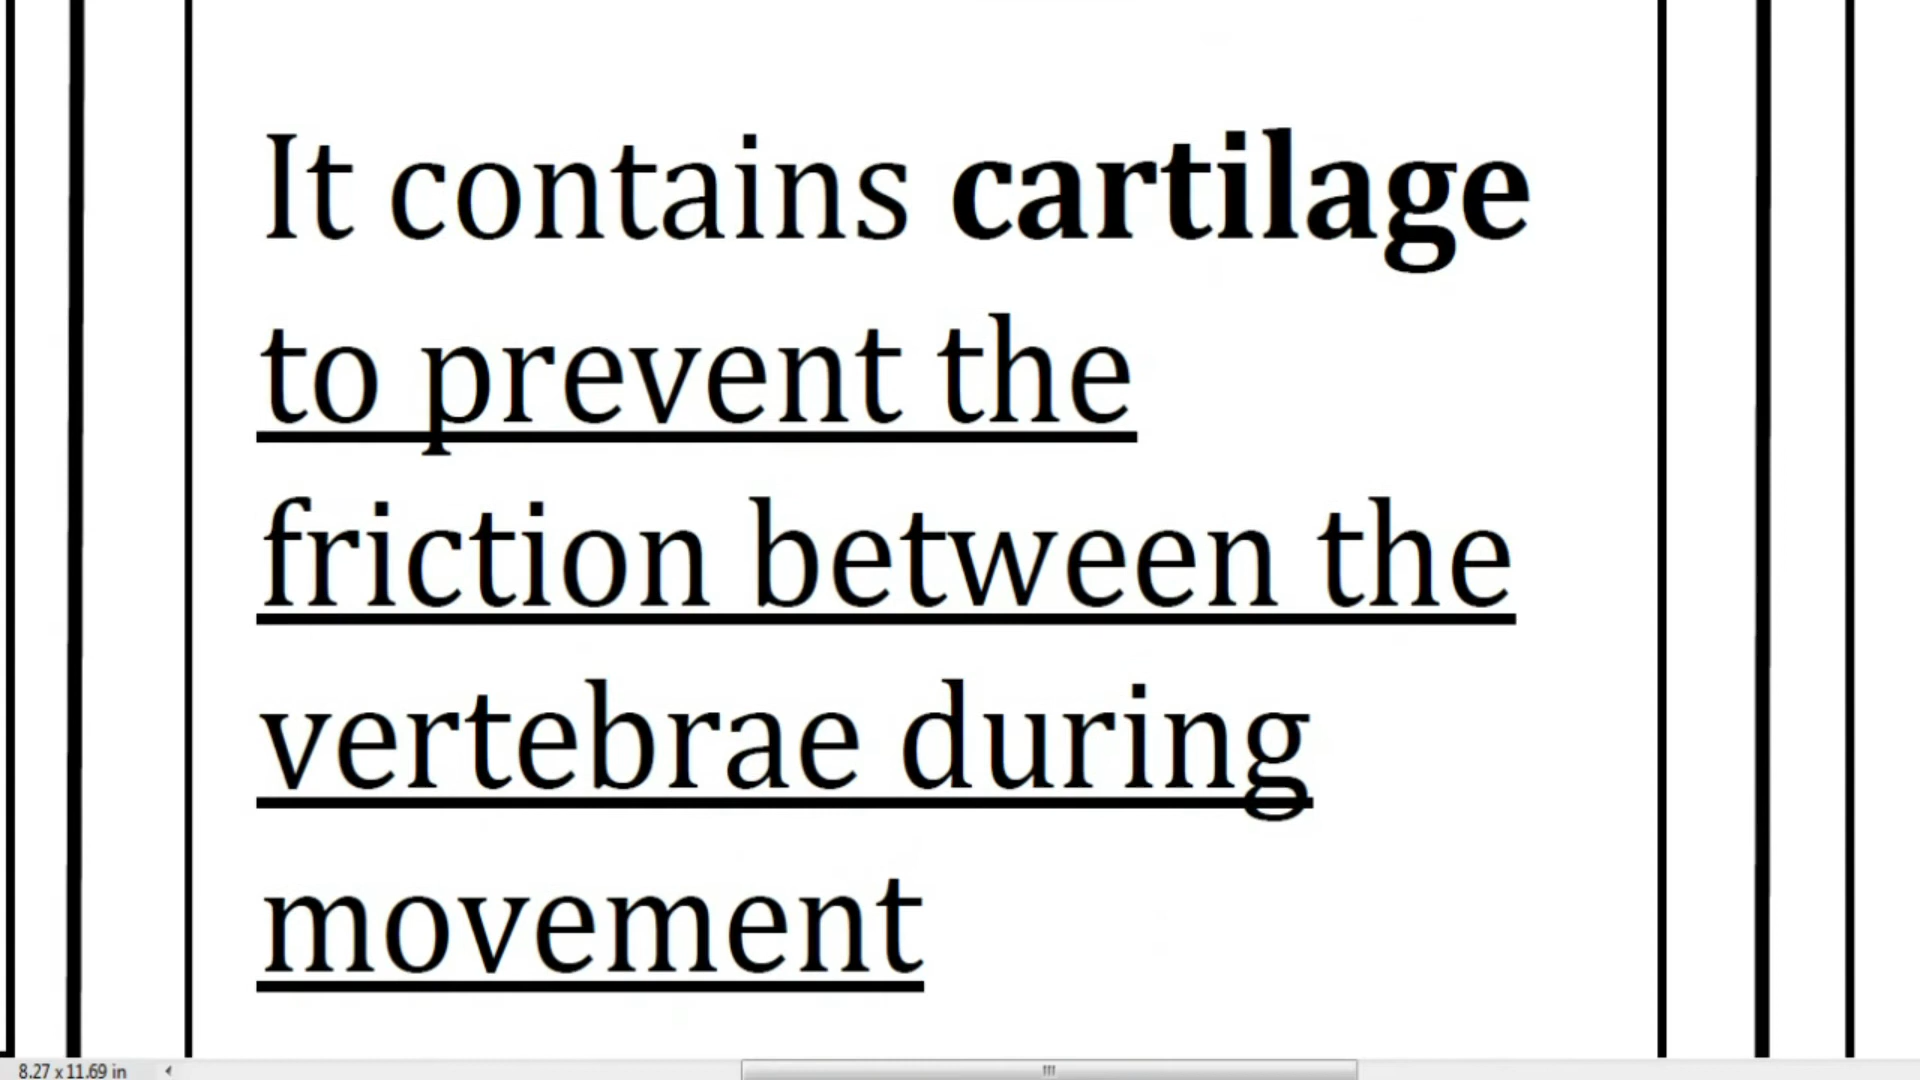 It contains cartilage
to prevent the
friction between the
vertebrae during
movement
8.27 x 11.69 in